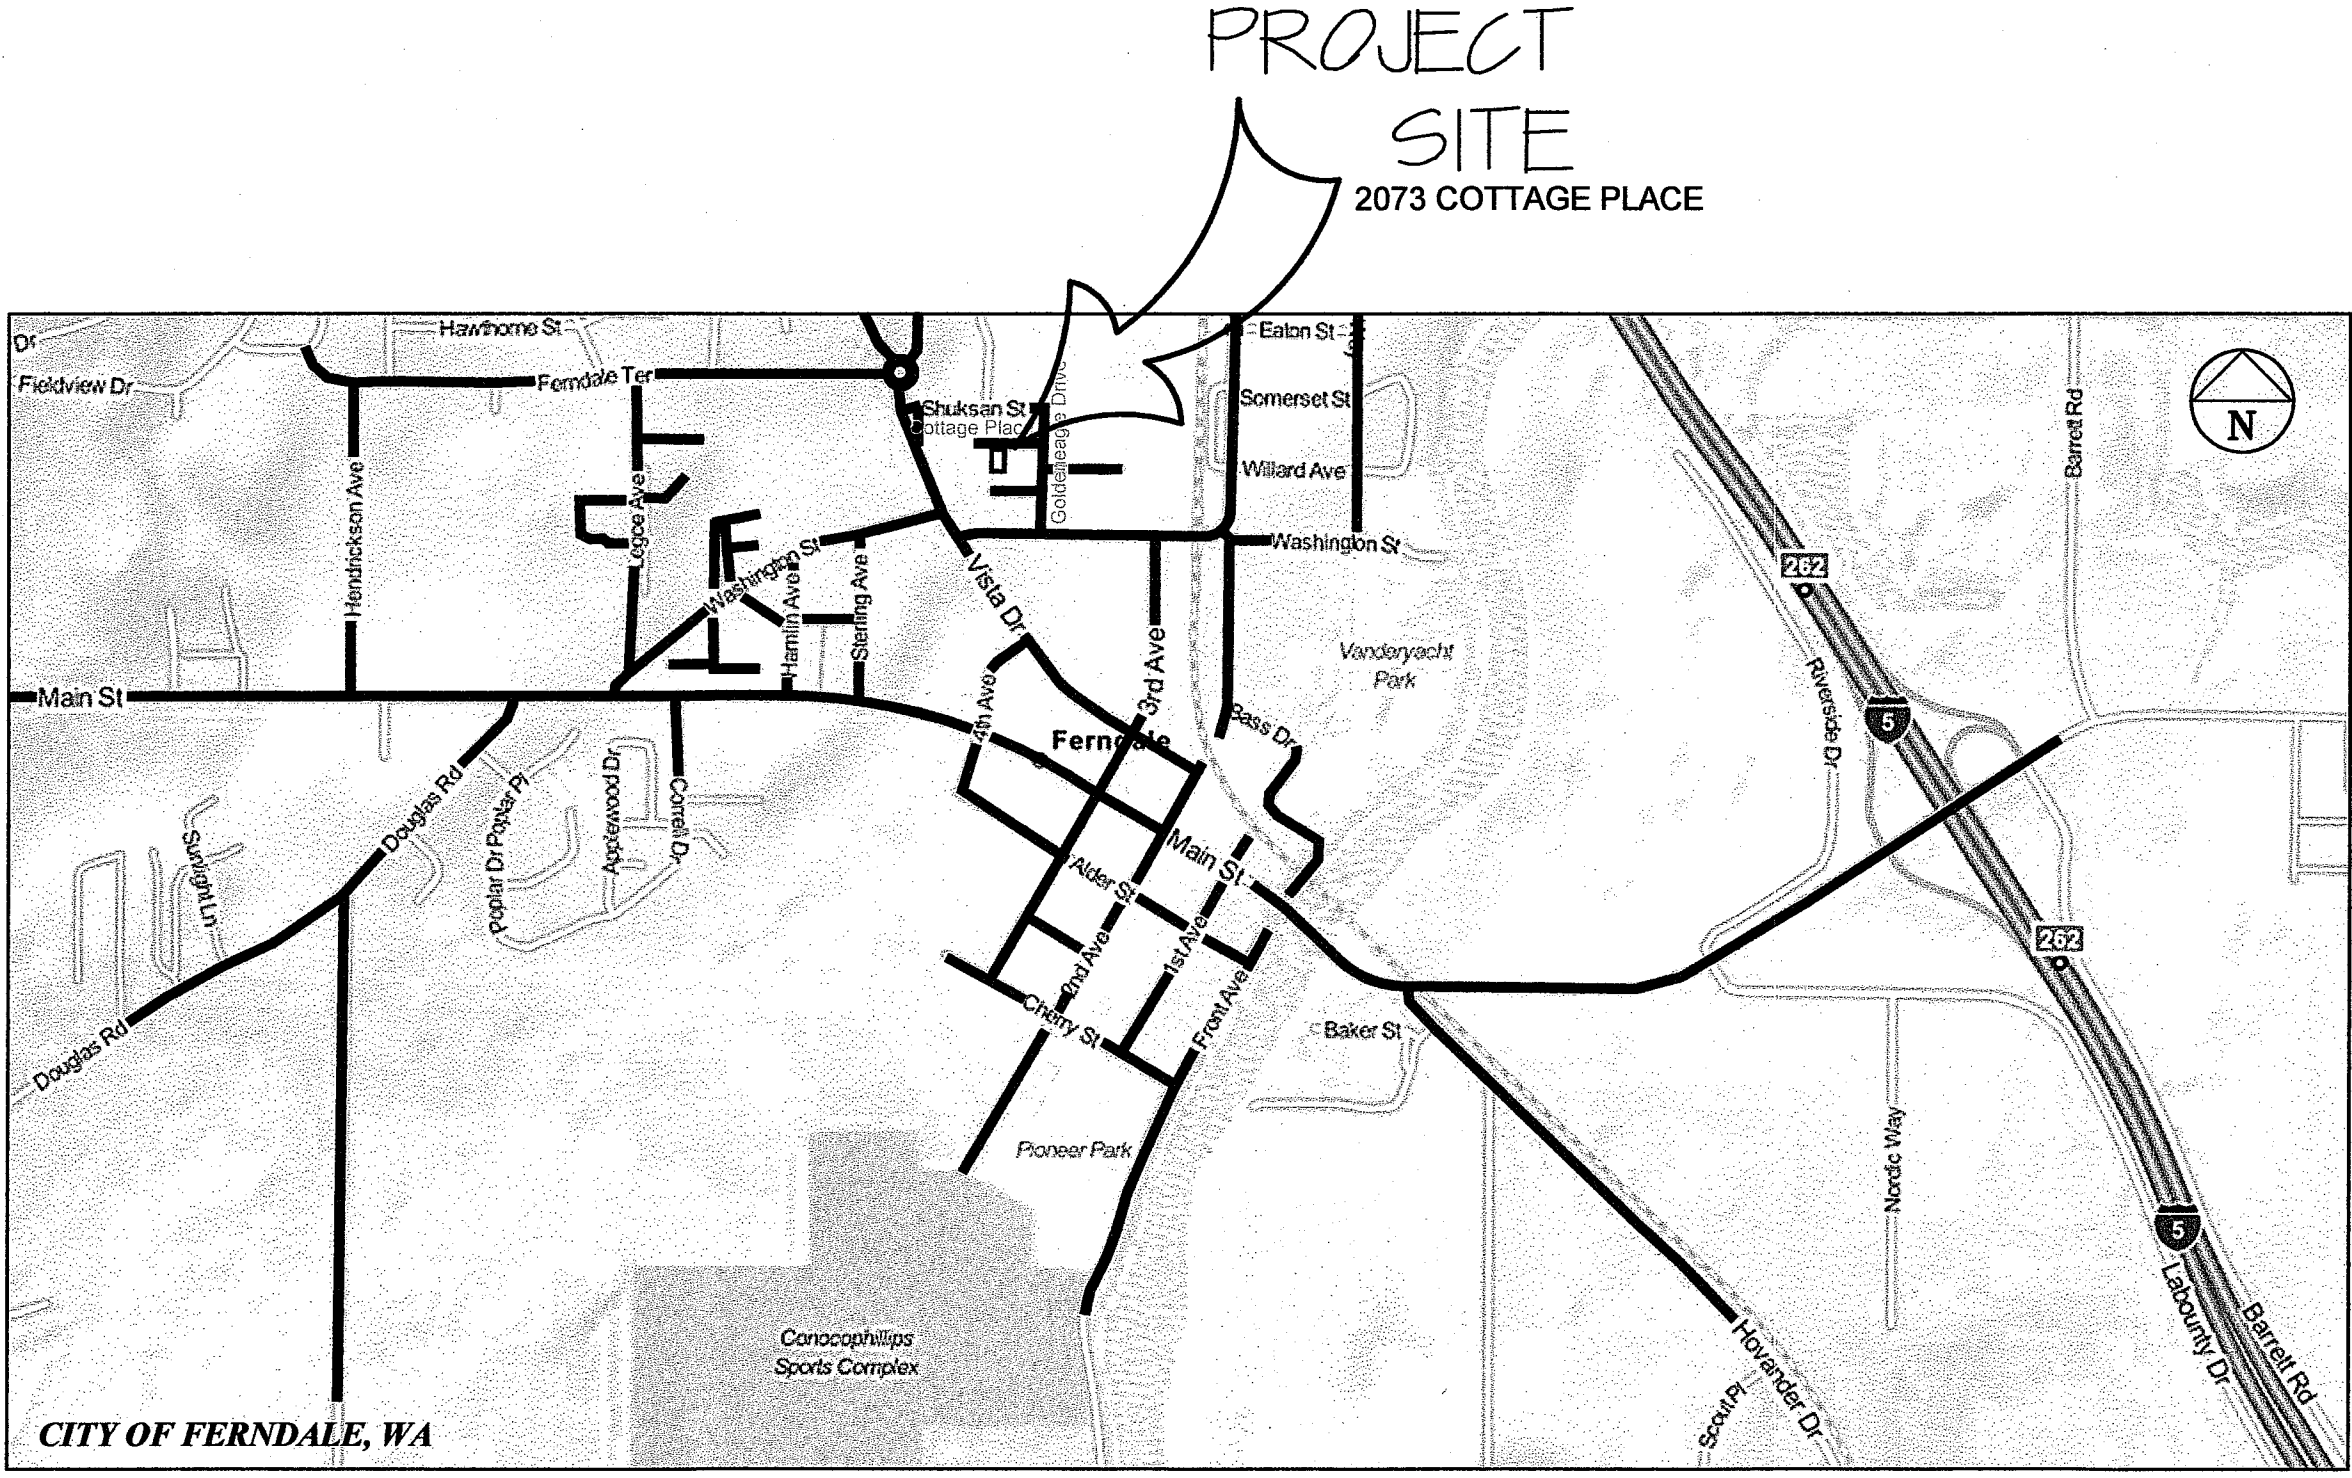 PROJECT
SITE
2073 COTTAGE PLACE
Dr
Hawthorne St
Eaton St
Fieldview Dr
Ferndale Ter
Shuksan St
Cottage Plac
Goldeneage Drive
Somerset St
Barrett Rd
N
Hendrickson Ave
Legoe Ave
Willard Ave
Washington St
Washington St
Hamlin Ave
Sterling Ave
Vista Dr
262
3rd Ave
Vanderyacht
Park
Riverside Dr
Main St
4th Ave
Ferndale
Bass Dr
5
Douglas Rd
Poplar Dr Poplar Pl
Applewood Dr
Correll Dr
Sunlight Ln
Main St
Alder St
1st Ave
2nd Ave
262
Cherry St
Front Ave
Baker St
Douglas Rd
Pioneer Park
Nordic Way
5
Conocophillips
Sports Complex
Hovander Dr
Scout Pl
Labounty Dr
Barrett Rd
CITY OF FERNDALE, WA